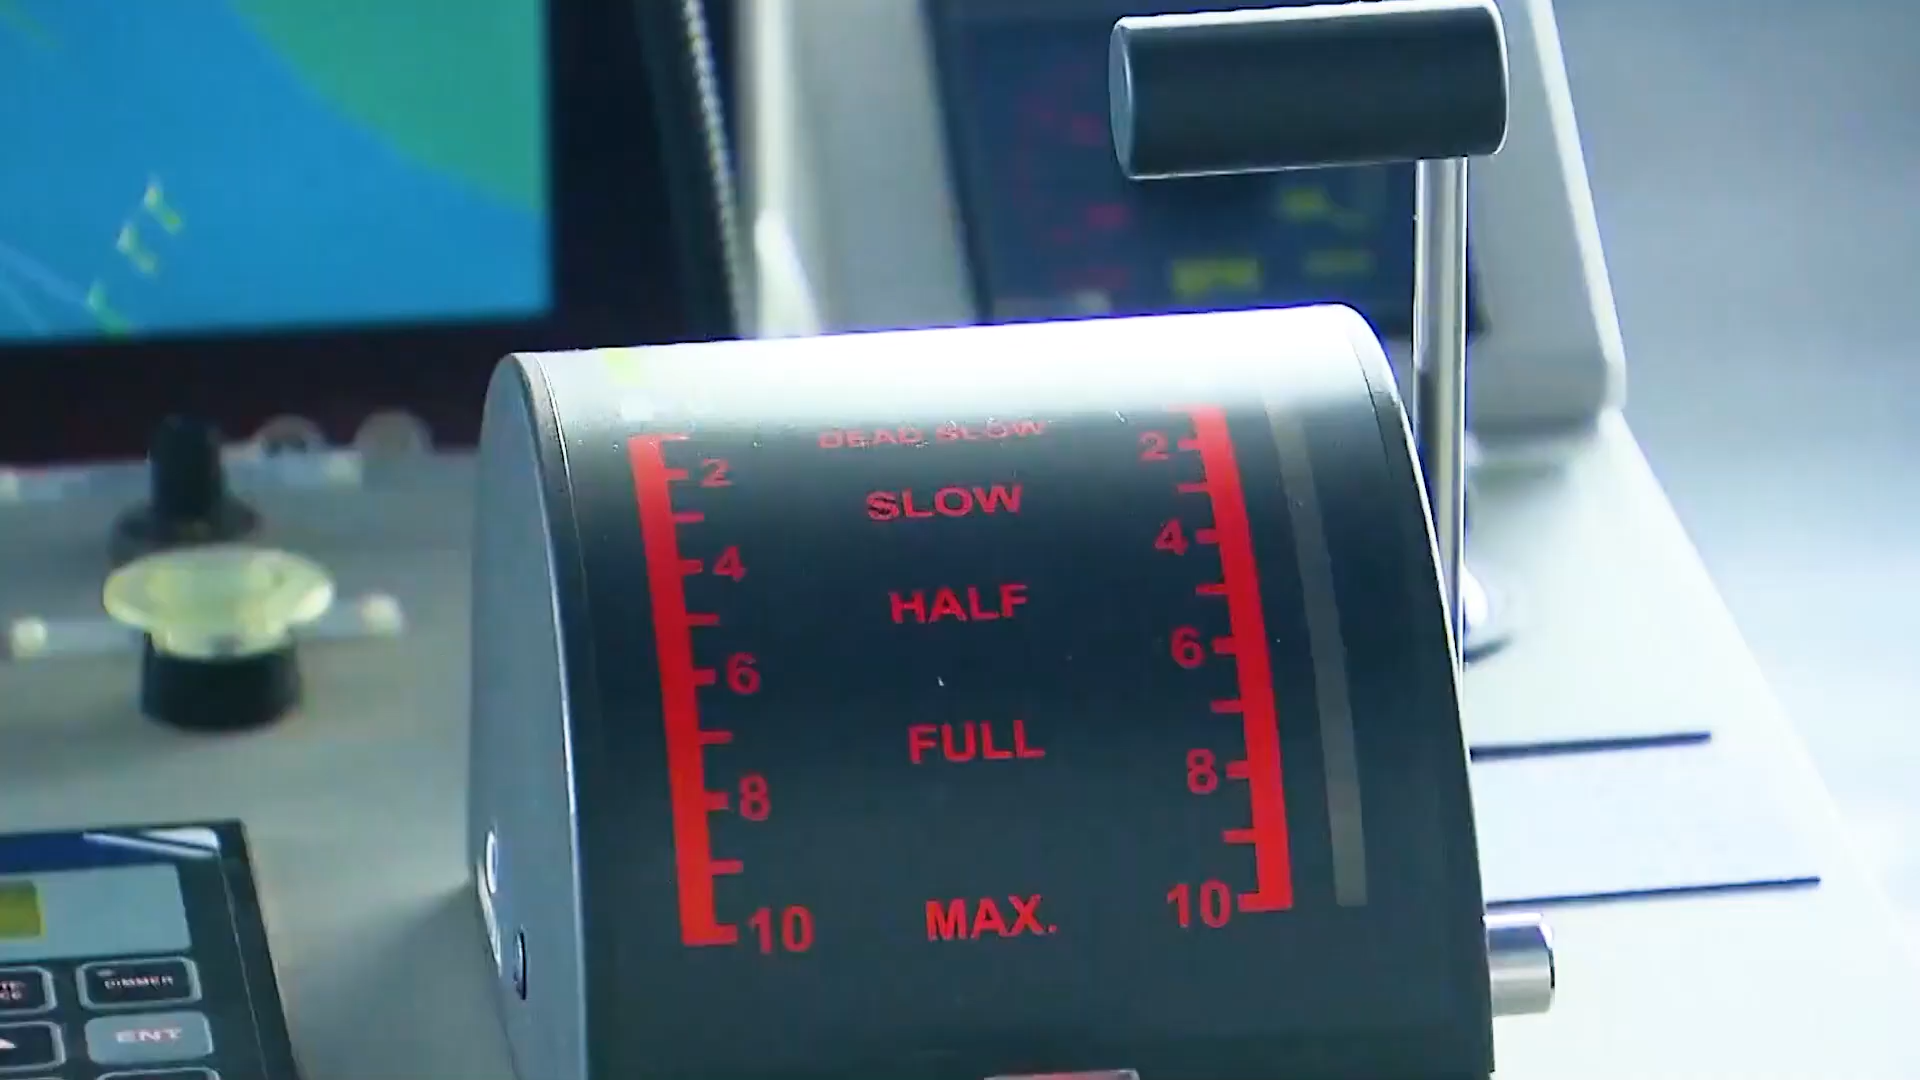 DEAD SLOW
2 2
SLOW
4 4
HALF
6 6
FULL
8 8
10 MAX. 10
DIMMER
ENT